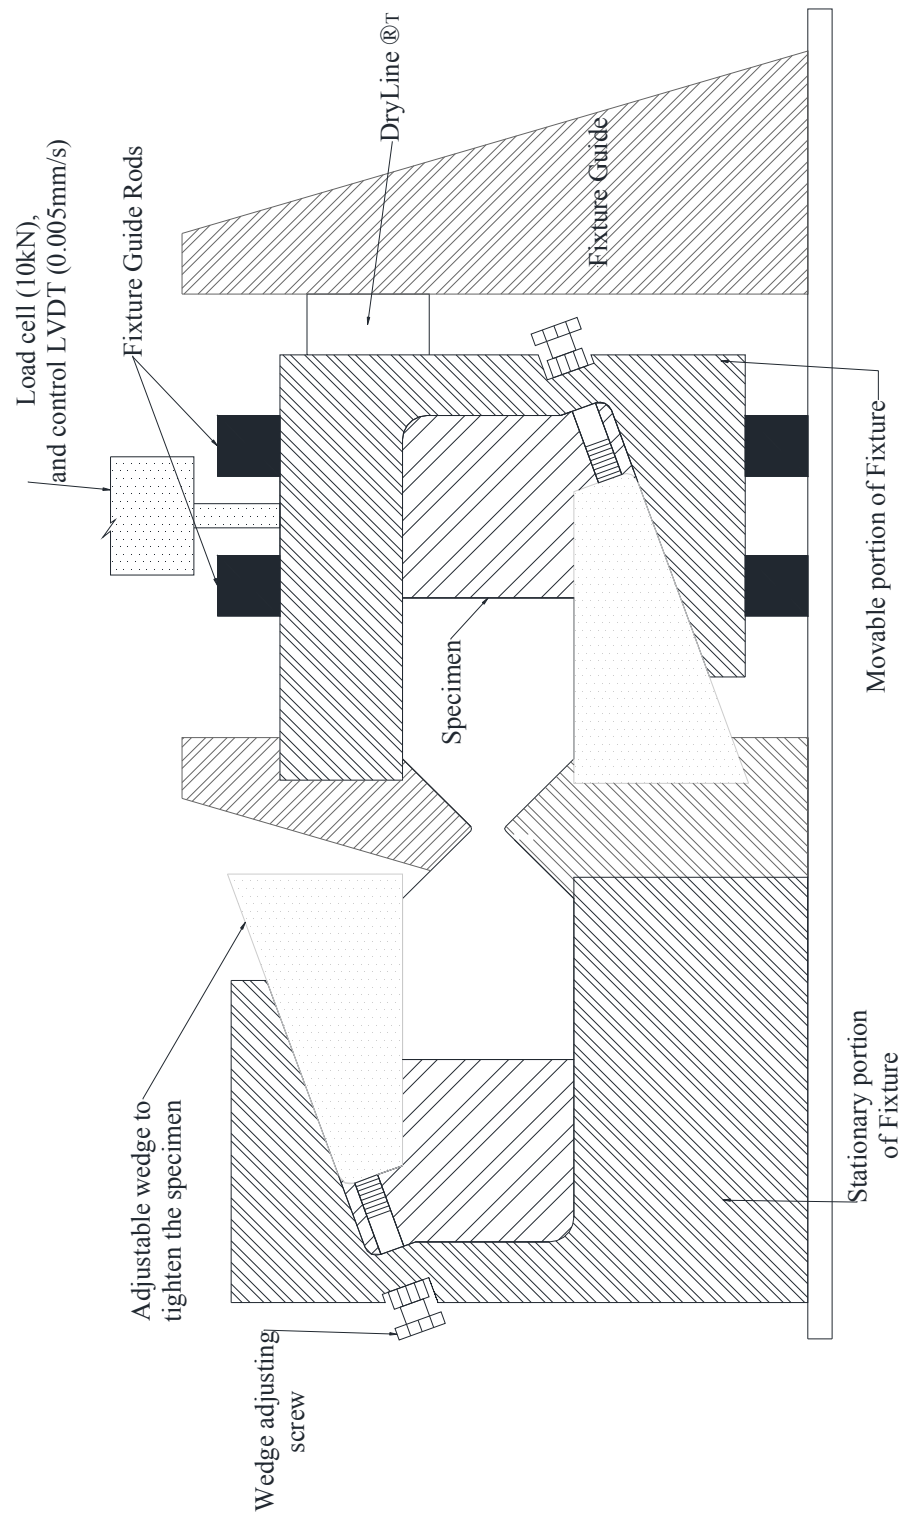 Load cell (10kN),
and control LVDT (0.005mm/s)
Fixture Guide Rods
DryLine ®T
Fixture Guide
Adjustable wedge to
tighten the specimen
Wedge adjusting
screw
Specimen
Movable portion of Fixture
Stationary portion
of Fixture